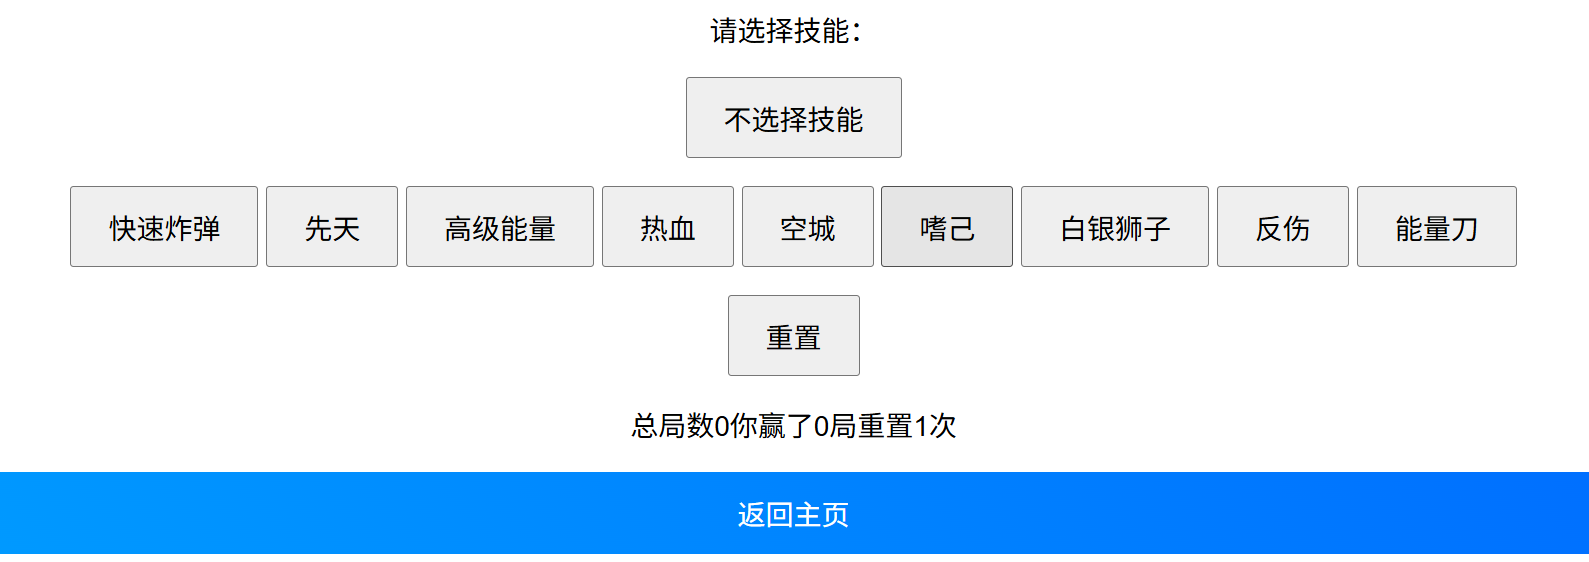 请选择技能：
不选择技能
快速炸弹 先天 高级能量 热血 空城 嗜己 白银狮子 反伤 能量刀
重置
总局数0你赢了0局重置1次
返回主页